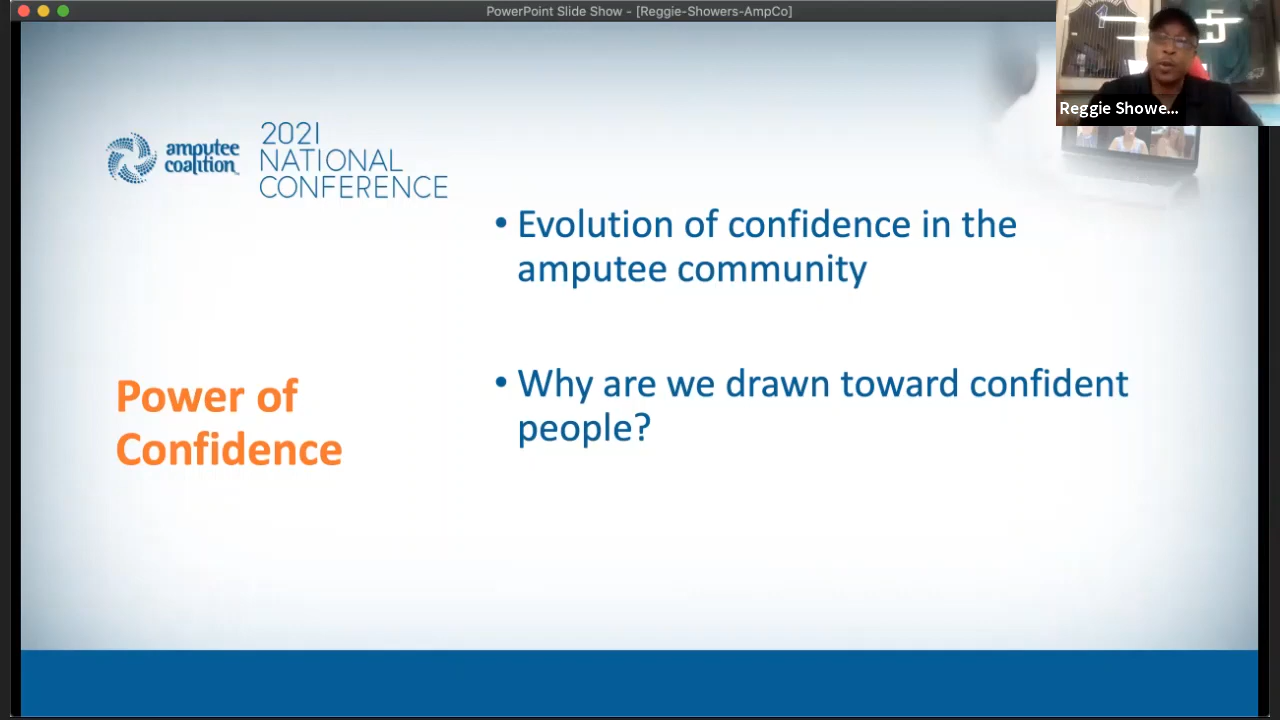 PowerPoint Slide Show - [Reggie-Showers-AmpCo]
5
Reggie Showe...
amputee
coalition
2021
NATIONAL
CONFERENCE
• Evolution of confidence in the
amputee community
• Why are we drawn toward confident
people?
Power of
Confidence